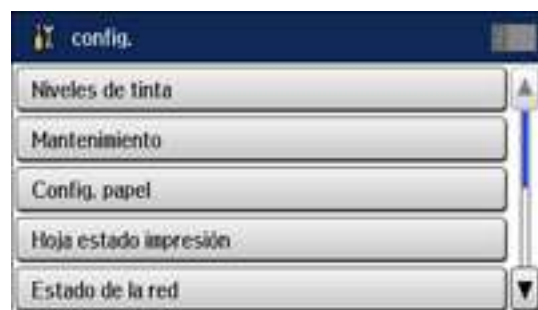 config.
Niveles de tinta
Mantenimiento
Config. papel
Hoja estado impresión
Estado de la red